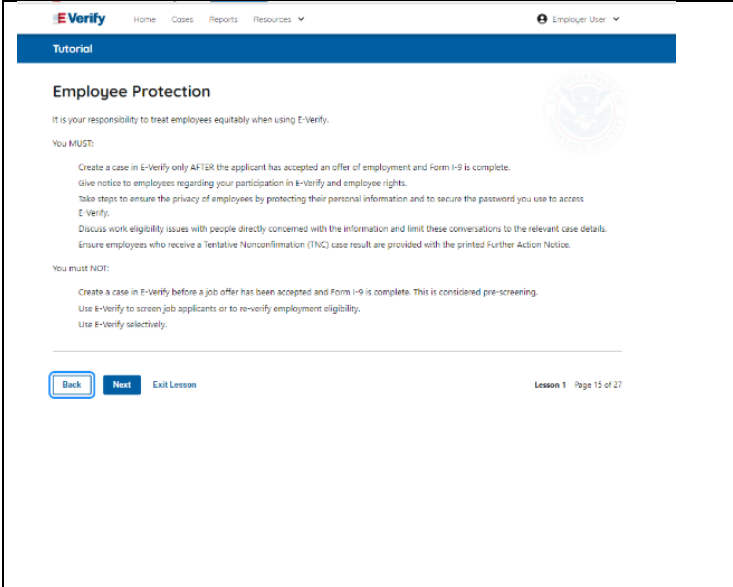 E-Verify Home Cases Reports Resources Employer User
Tutorial
Employee Protection
It is your responsibility to treat employees equitably when using E-Verify.
You MUST:
Create a case in E-Verify only AFTER the applicant has accepted an offer of employment and Form I-9 is complete.
Give notice to employees regarding your participation in E-Verify and employee rights.
Take steps to ensure the privacy of employees by protecting their personal information and to secure the password you use to access
E-Verify.
Discuss work eligibility issues with people directly concerned with the information and limit these conversations to the relevant case details.
Ensure employees who receive a Tentative Nonconfirmation (TNC) case result are provided with the printed Further Action Notice.
You must NOT:
Create a case in E-Verify before a job offer has been accepted and Form I-9 is complete. This is considered pre-screening.
Use E-Verify to screen job applicants or to re-verify employment eligibility.
Use E-Verify selectively.
Back Next Exit Lesson Lesson 1 Page 15 of 27